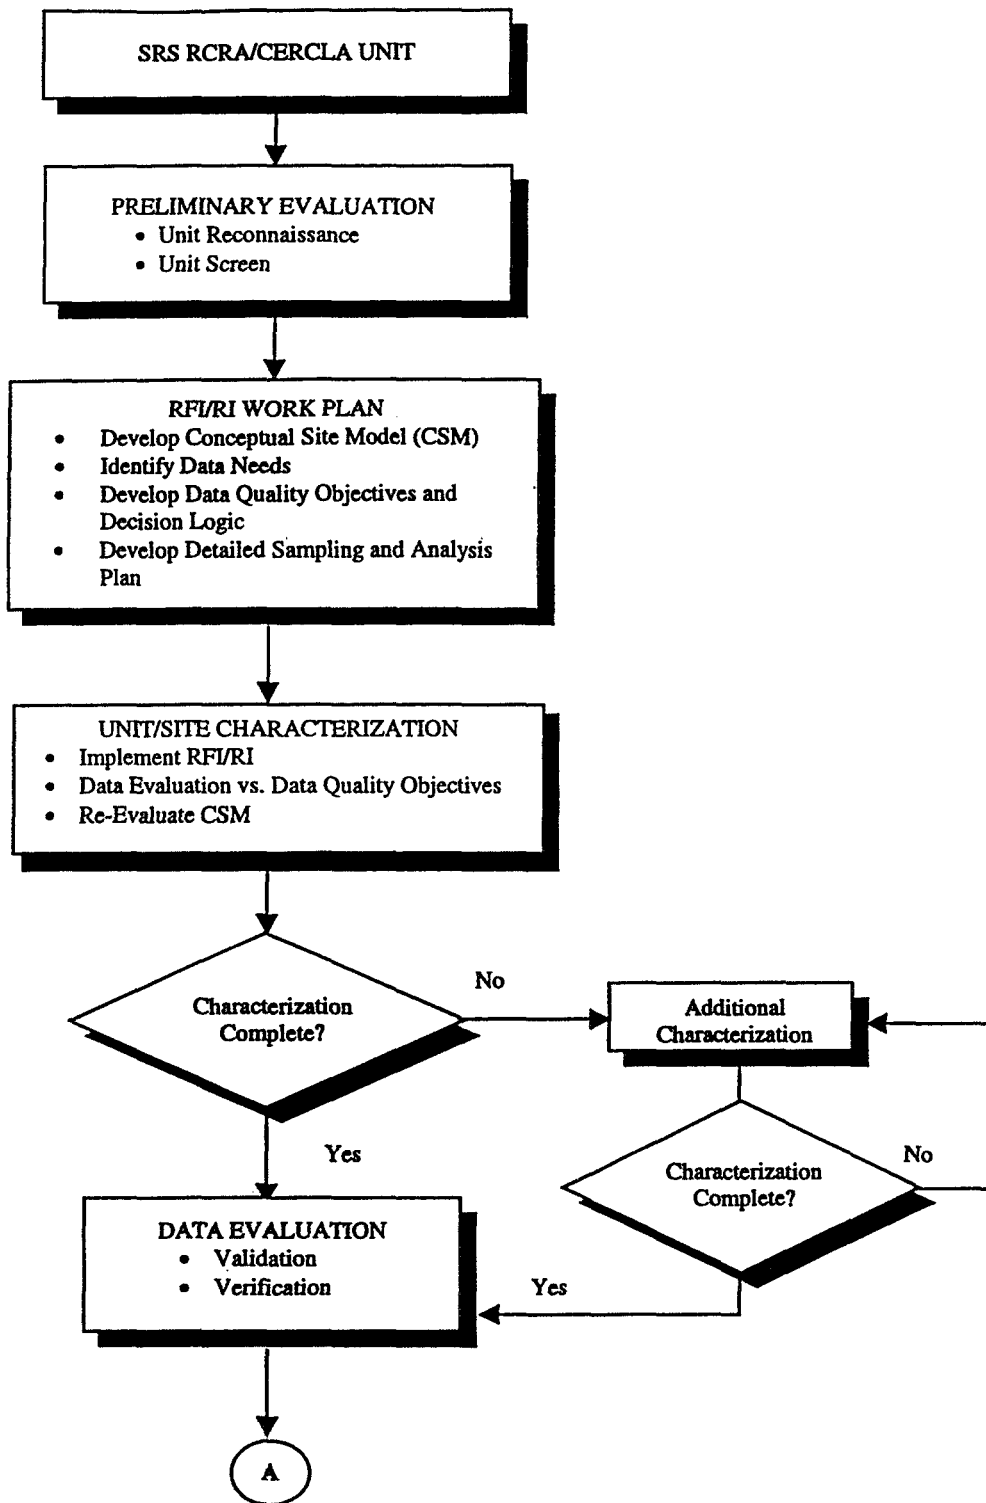 SRS RCRA/CERCLA UNIT
PRELIMINARY EVALUATION
• Unit Reconnaissance
• Unit Screen
RFI/RI WORK PLAN
• Develop Conceptual Site Model (CSM)
• Identify Data Needs
• Develop Data Quality Objectives and
Decision Logic
• Develop Detailed Sampling and Analysis
Plan
UNIT/SITE CHARACTERIZATION
• Implement RFI/RI
• Data Evaluation vs. Data Quality Objectives
• Re-Evaluate CSM
Characterization
Complete?
No
Additional
Characterization
Yes
Characterization
Complete?
No
DATA EVALUATION
• Validation
• Verification
Yes
A